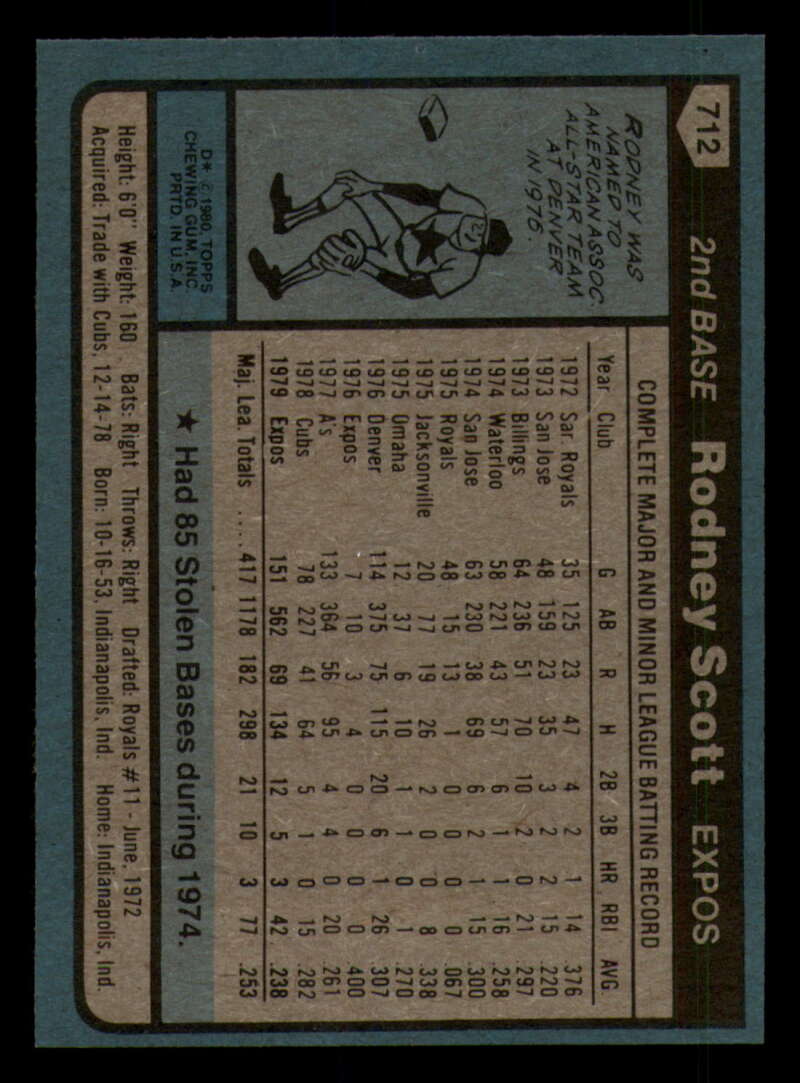 712 2nd BASE Rodney Scott EXPOS
RODNEY WAS
NAMED TO
AMERICAN ASSOC.
ALL-STAR TEAM
AT DENVER
IN 1976.
COMPLETE MAJOR AND MINOR LEAGUE BATTING RECORD
Year Club G AB R H 2B 3B HR RBI AVG.
1972 Sar. Royals 35 125 23 47 4 2 1 14 .376
1973 San Jose 48 159 23 35 3 2 2 15 .220
1973 Billings 64 236 51 70 10 2 0 21 .297
1974 Waterloo 58 221 43 57 6 1 1 16 .258
1974 San Jose 63 230 38 69 6 2 1 15 .300
1975 Royals 48 15 13 1 0 0 0 0 .067
1975 Jacksonville 20 77 19 26 2 0 0 8 .338
1975 Omaha 12 37 6 10 1 1 0 1 .270
1976 Denver 114 375 75 115 20 6 1 26 .307
1976 Expos 7 10 3 4 0 0 0 0 .400
1977 A's 133 364 56 95 4 4 0 20 .261
1978 Cubs 78 227 41 64 5 1 0 15 .282
1979 Expos 151 562 69 134 12 5 3 42 .238
Maj. Lea. Totals .... 417 1178 182 298 21 10 3 77 .253
D* © 1980 TOPPS
CHEWING GUM, INC.
PRTD. IN U.S.A.
★ Had 85 Stolen Bases during 1974.
Height: 6'0" Weight: 160 Bats: Right Throws: Right Drafted: Royals #11 - June, 1972
Acquired: Trade with Cubs, 12-14-78 Born: 10-16-53, Indianapolis, Ind. Home: Indianapolis, Ind.